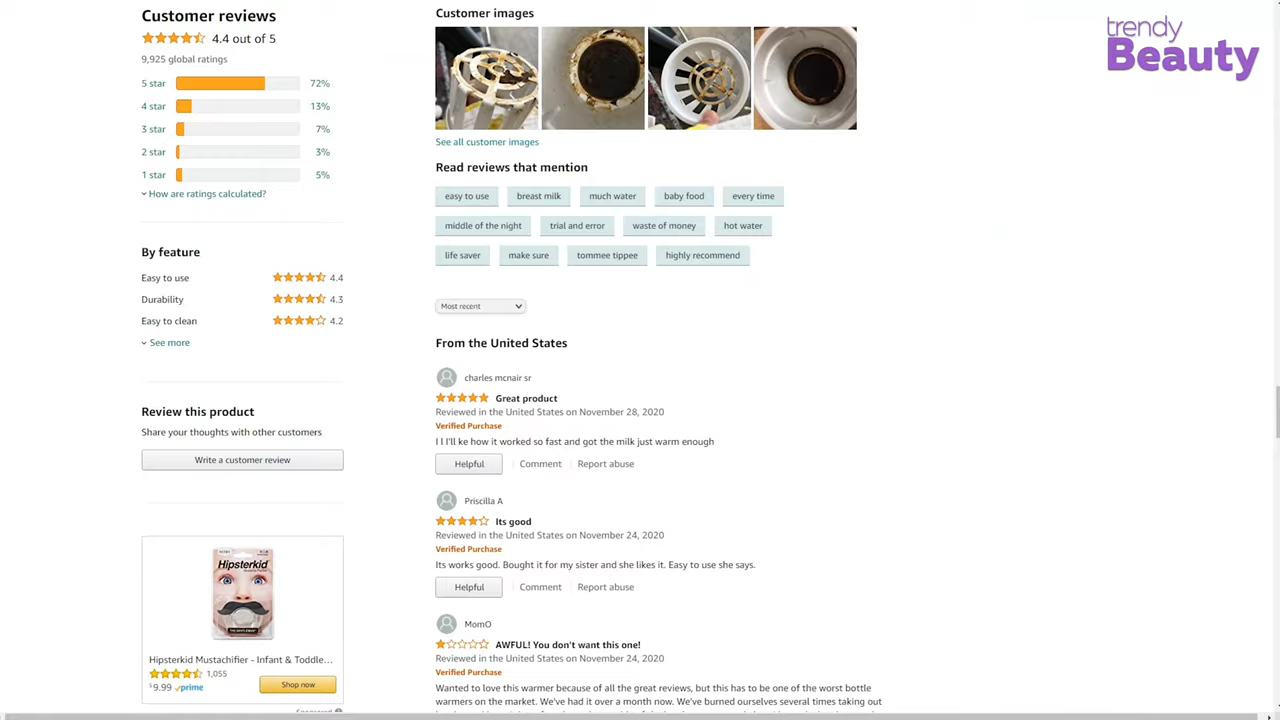 trendy
Beauty
Customer reviews
4.4 out of 5
9,925 global ratings
5 star 72%
4 star 13%
3 star 7%
2 star 3%
1 star 5%
How are ratings calculated?
By feature
Easy to use 4.4
Durability 4.3
Easy to clean 4.2
See more
Review this product
Share your thoughts with other customers
Write a customer review
Hipsterkid
Hipsterkid Mustachifier - Infant & Toddle...
1,055
$9.99 prime
Shop now
Sponsored
Customer images
See all customer images
Read reviews that mention
easy to use breast milk much water baby food every time
middle of the night trial and error waste of money hot water
life saver make sure tommee tippee highly recommend
Most recent
From the United States
charles mcnair sr
Great product
Reviewed in the United States on November 28, 2020
Verified Purchase
I I I'll ke how it worked so fast and got the milk just warm enough
Helpful Comment Report abuse
Priscilla A
Its good
Reviewed in the United States on November 24, 2020
Verified Purchase
Its works good. Bought it for my sister and she likes it. Easy to use she says.
Helpful Comment Report abuse
MomO
AWFUL! You don't want this one!
Reviewed in the United States on November 24, 2020
Verified Purchase
Wanted to love this warmer because of all the great reviews, but this has to be one of the worst bottle
warmers on the market. We've had it over a month now. We've burned ourselves several times taking out